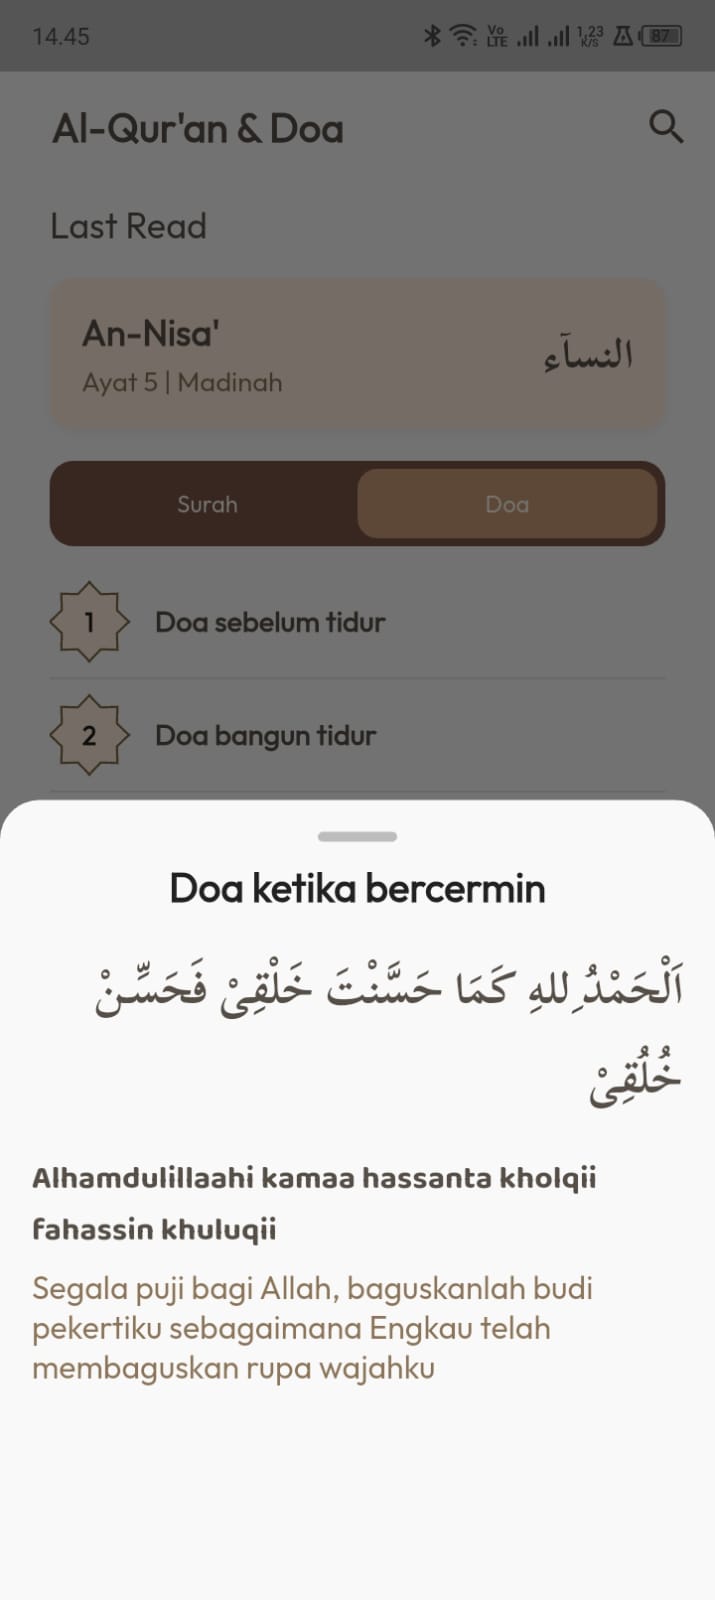 14.45
Vo LTE 1,23 K/S 87
Al-Qur'an & Doa
Last Read
An-Nisa'
النسآء
Ayat 5 | Madinah
Surah
Doa
1 Doa sebelum tidur
2 Doa bangun tidur
Doa ketika bercermin
اَلْحَمْدُ ِللهِ كَمَا حَسَّنْتَ خَلْقِيْ فَحَسِّـنْ
خُلُقِيْ
Alhamdulillaahi kamaa hassanta kholqii
fahassin khuluqii
Segala puji bagi Allah, baguskanlah budi
pekertiku sebagaimana Engkau telah
membaguskan rupa wajahku